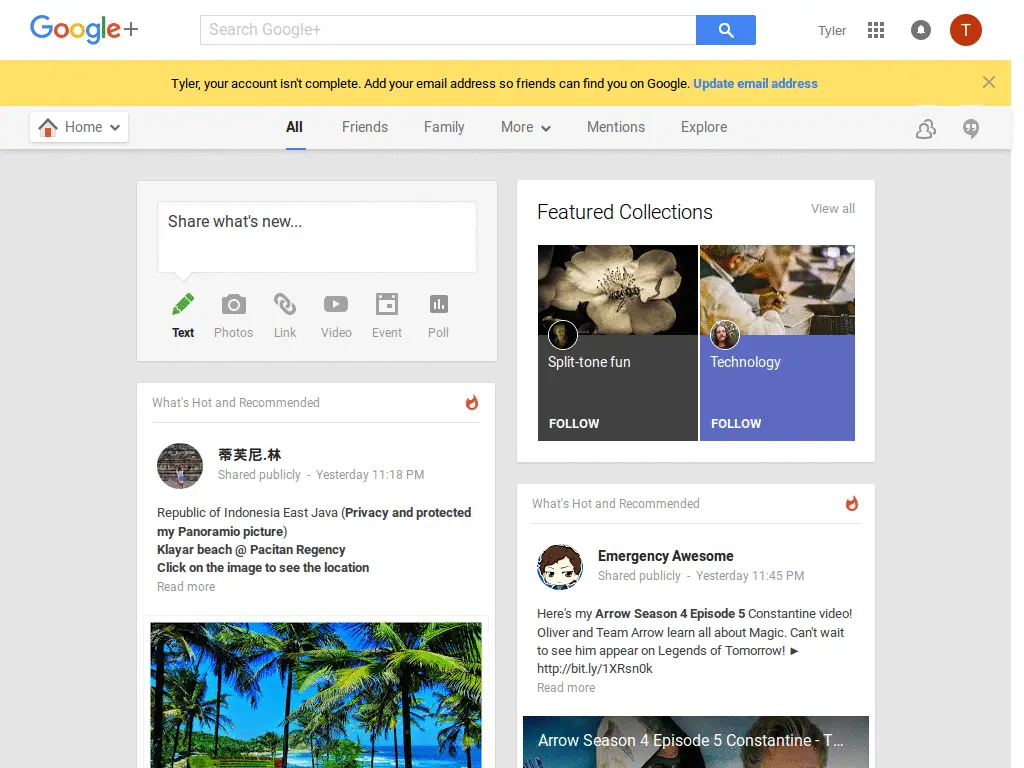 Google+
Search Google+
Tyler
T
Tyler, your account isn't complete. Add your email address so friends can find you on Google. Update email address
Home
All
Friends
Family
More
Mentions
Explore
Share what's new...
Text
Photos
Link
Video
Event
Poll
What's Hot and Recommended
蒂芙尼.林
Shared publicly - Yesterday 11:18 PM
Republic of Indonesia East Java (Privacy and protected
my Panoramio picture)
Klayar beach @ Pacitan Regency
Click on the image to see the location
Read more
Featured Collections
View all
Split-tone fun
FOLLOW
Technology
FOLLOW
What's Hot and Recommended
Emergency Awesome
Shared publicly - Yesterday 11:45 PM
Here's my Arrow Season 4 Episode 5 Constantine video!
Oliver and Team Arrow learn all about Magic. Can't wait
to see him appear on Legends of Tomorrow! ►
http://bit.ly/1XRsn0k
Read more
Arrow Season 4 Episode 5 Constantine - T...